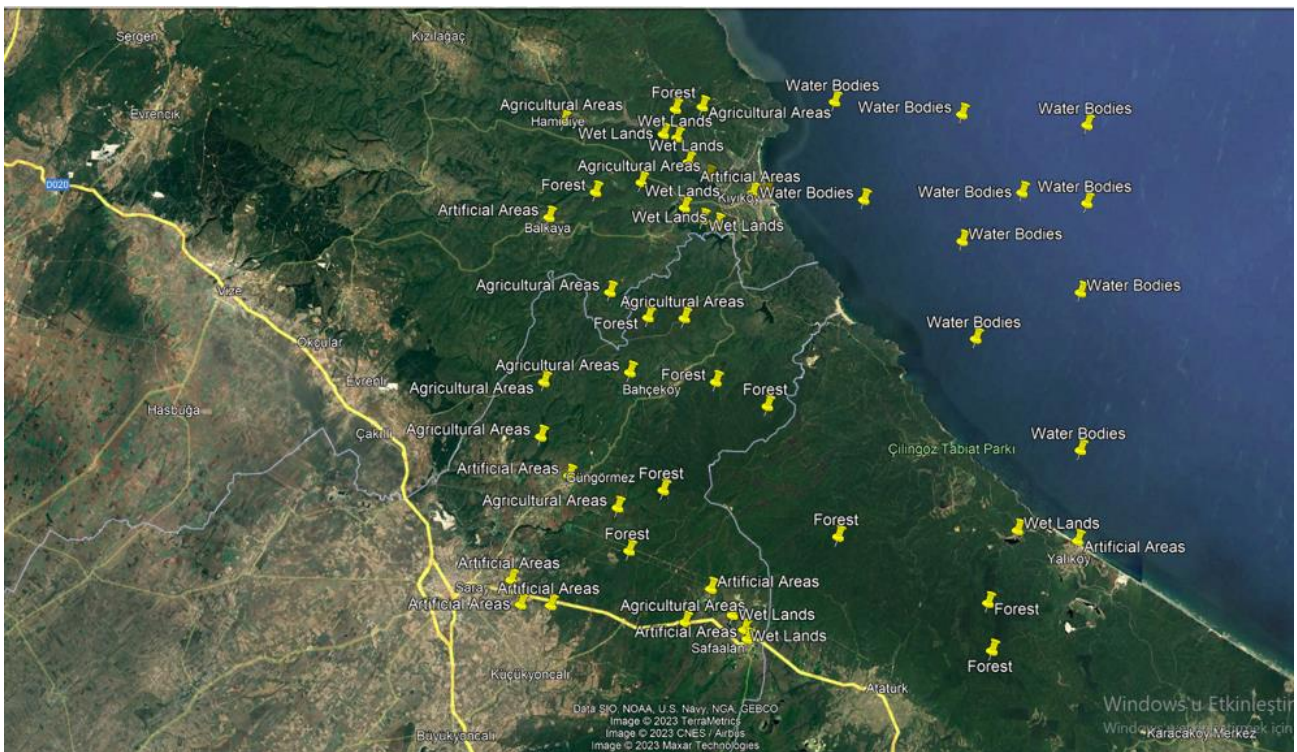 Sergen
Kızılağaç
Evrencik
Water Bodies
Water Bodies
Water Bodies
Forest
Agricultural Areas
Agricultural Areas
Hamidiye
Wet Lands
Wet Lands
Wet Lands
Agricultural Areas
Artificial Areas
D020
Forest
Wet Lands
Kıyıköy
Water Bodies
Water Bodies
Water Bodies
Artificial Areas
Balkaya
Wet Lands
Wet Lands
Water Bodies
Vize
Agricultural Areas
Agricultural Areas
Water Bodies
Forest
Water Bodies
Okçular
Evrenli
Agricultural Areas
Agricultural Areas
Bahçeköy
Forest
Forest
Hasbuğa
Çakıllı
Agricultural Areas
Water Bodies
Çilingoz Tabiat Parkı
Artificial Areas
Güngörmez
Forest
Agricultural Areas
Forest
Forest
Wet Lands
Artificial Areas
Yalıköy
Artificial Areas
Saray
Artificial Areas
Artificial Areas
Artificial Areas
Agricultural Areas
Wet Lands
Artificial Areas
Wet Lands
Safaalan
Forest
Forest
Küçükyoncalı
Atatürk
Büyükyoncalı
Data SIO, NOAA, U.S. Navy, NGA, GEBCO
Image © 2023 TerraMetrics
Image © 2023 CNES / Airbus
Image © 2023 Maxar Technologies
Windows'u Etkinleştir
Karacaköy Merkez